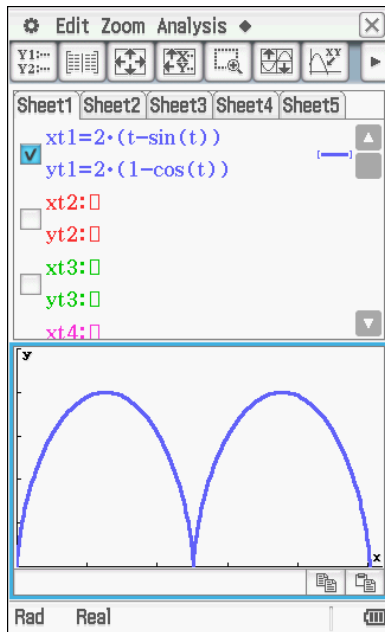 Edit Zoom Analysis ◆
Y1:⋯
Y2:⋯
XY
Sheet1 Sheet2 Sheet3 Sheet4 Sheet5
xt1=2·(t−sin(t))
yt1=2·(1−cos(t))
xt2:▯
yt2:▯
xt3:▯
yt3:▯
xt4:▯
y
x
Rad Real